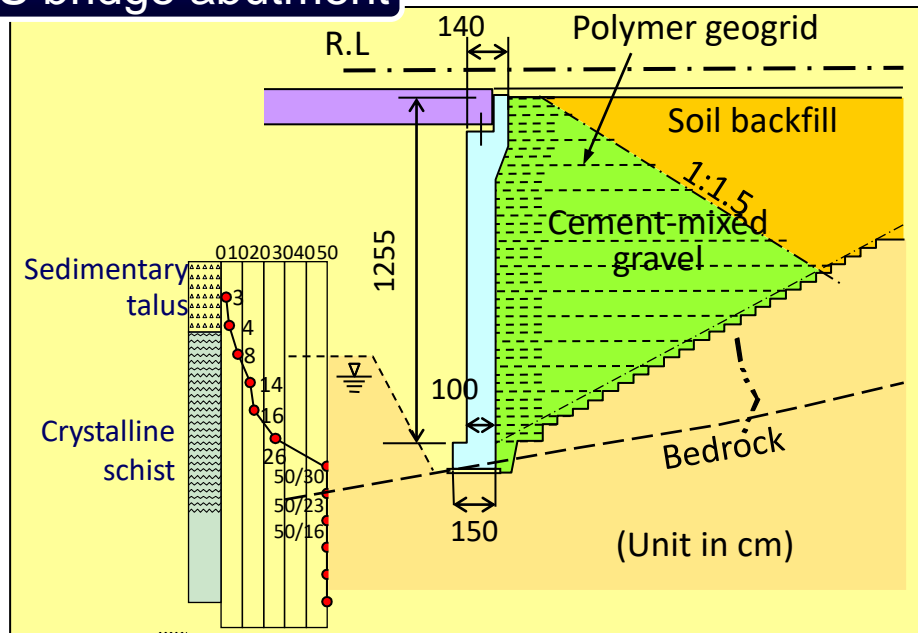 bridge abutment
140
R.L
Polymer geogrid
Soil backfill
1:1.5
Cement-mixed
gravel
1255
01020304050
Sedimentary
talus
3
4
8
14
16
26
50/30
50/23
50/16
Crystalline
schist
100
150
Bedrock
(Unit in cm)